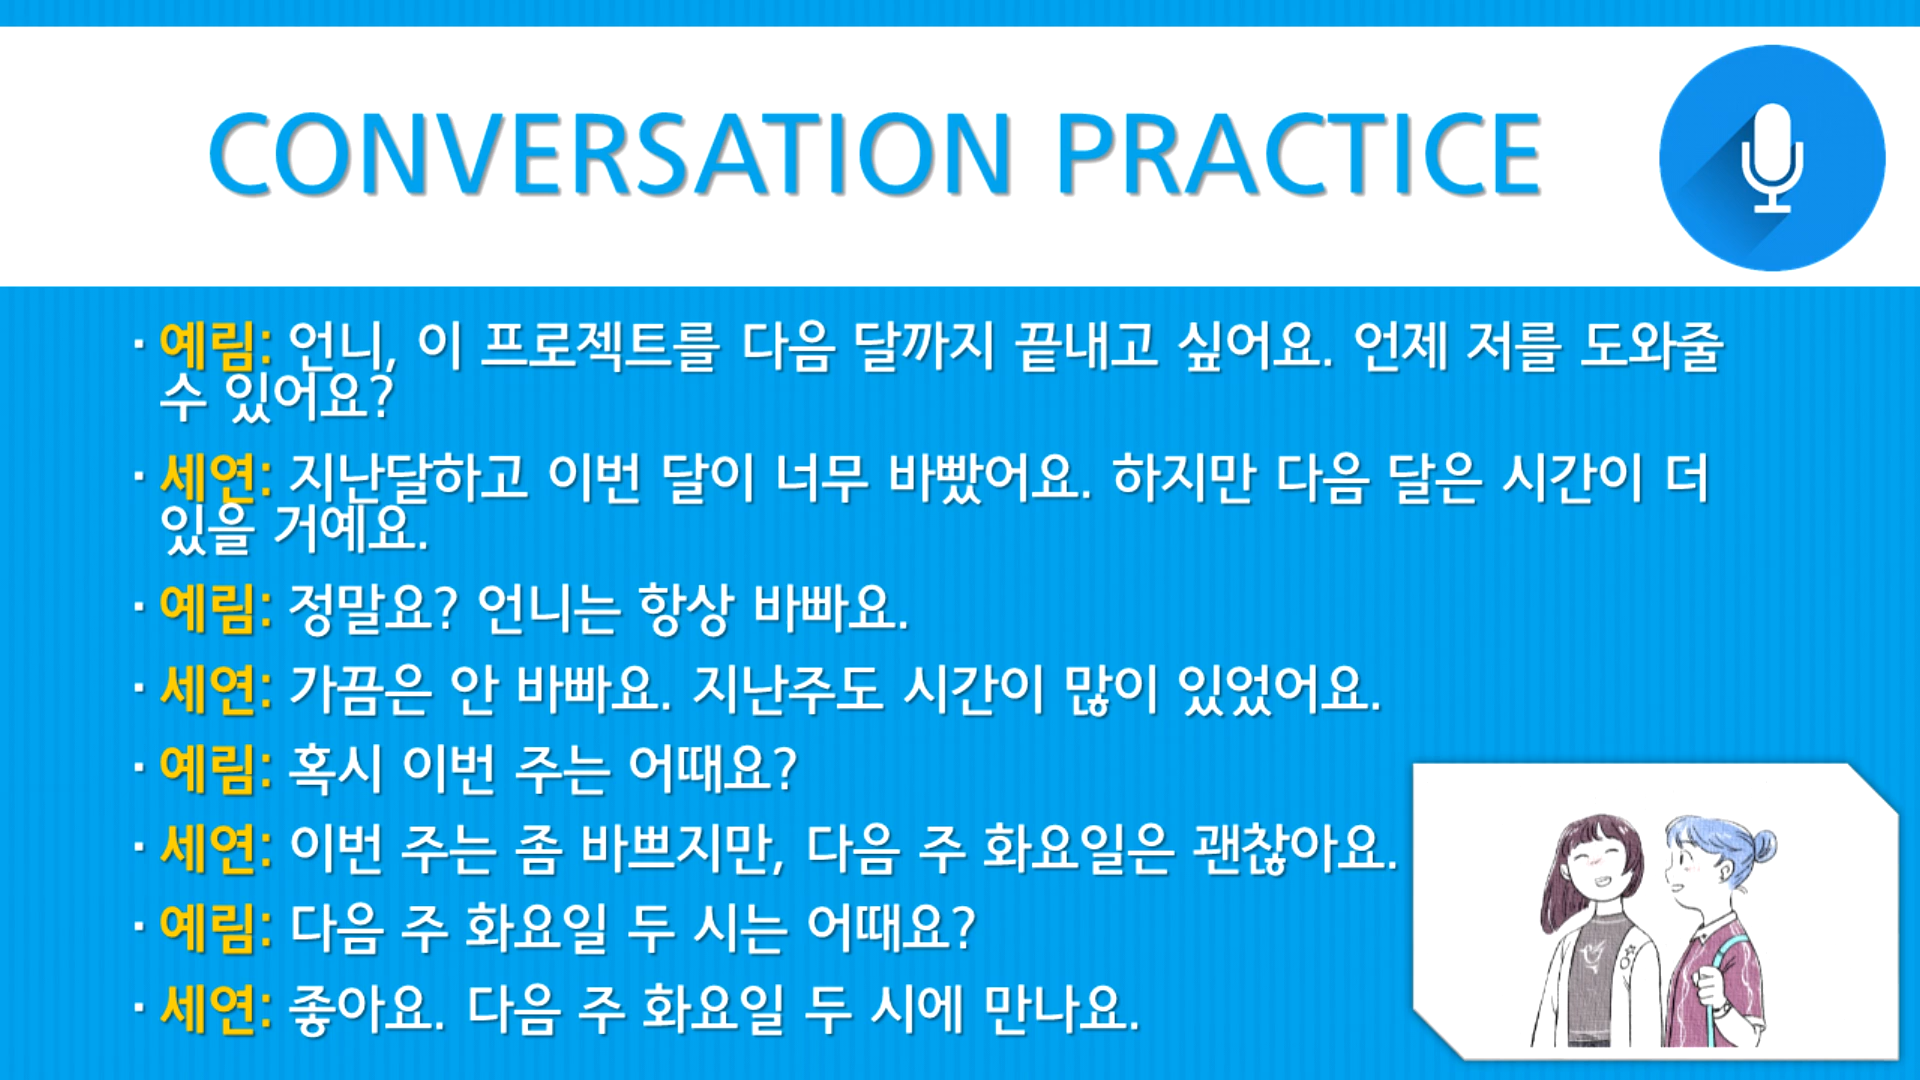 CONVERSATION PRACTICE
· 예림: 언니, 이 프로젝트를 다음 달까지 끝내고 싶어요. 언제 저를 도와줄
수 있어요?
· 세연: 지난달하고 이번 달이 너무 바빴어요. 하지만 다음 달은 시간이 더
있을 거예요.
· 예림: 정말요? 언니는 항상 바빠요.
· 세연: 가끔은 안 바빠요. 지난주도 시간이 많이 있었어요.
· 예림: 혹시 이번 주는 어때요?
· 세연: 이번 주는 좀 바쁘지만, 다음 주 화요일은 괜찮아요.
· 예림: 다음 주 화요일 두 시는 어때요?
· 세연: 좋아요. 다음 주 화요일 두 시에 만나요.